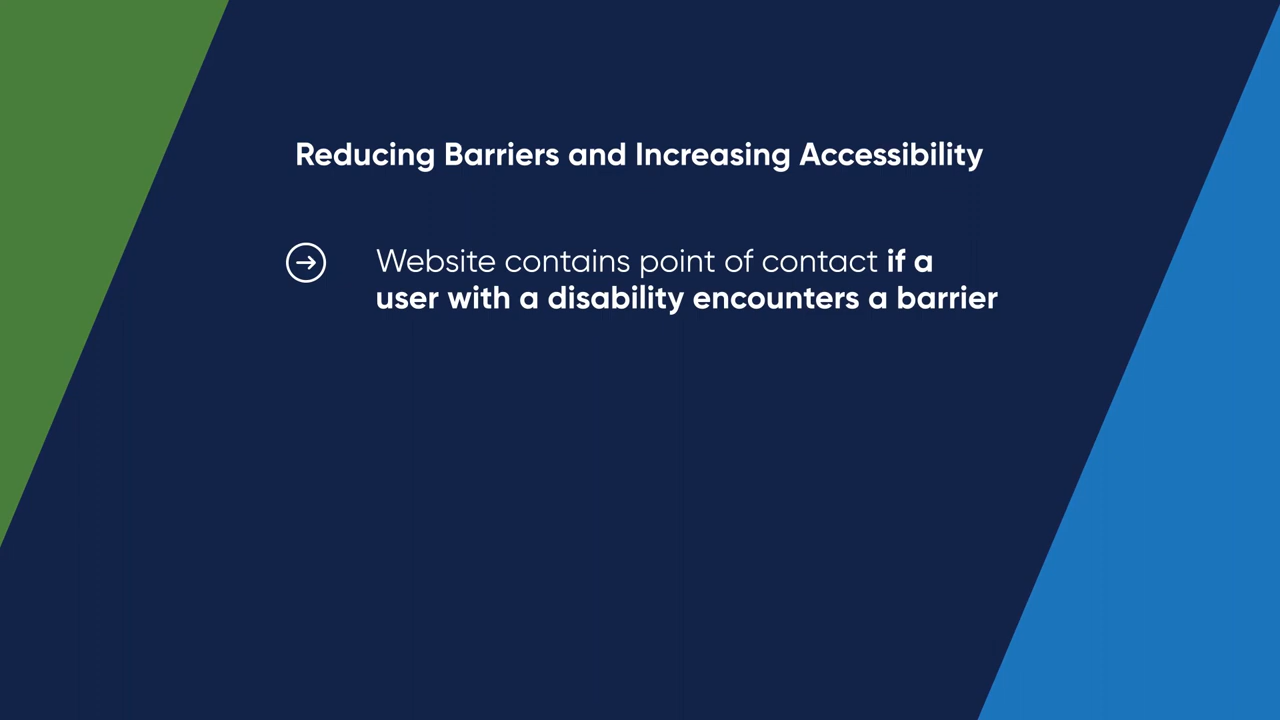 Reducing Barriers and Increasing Accessibility
Website contains point of contact if a
user with a disability encounters a barrier